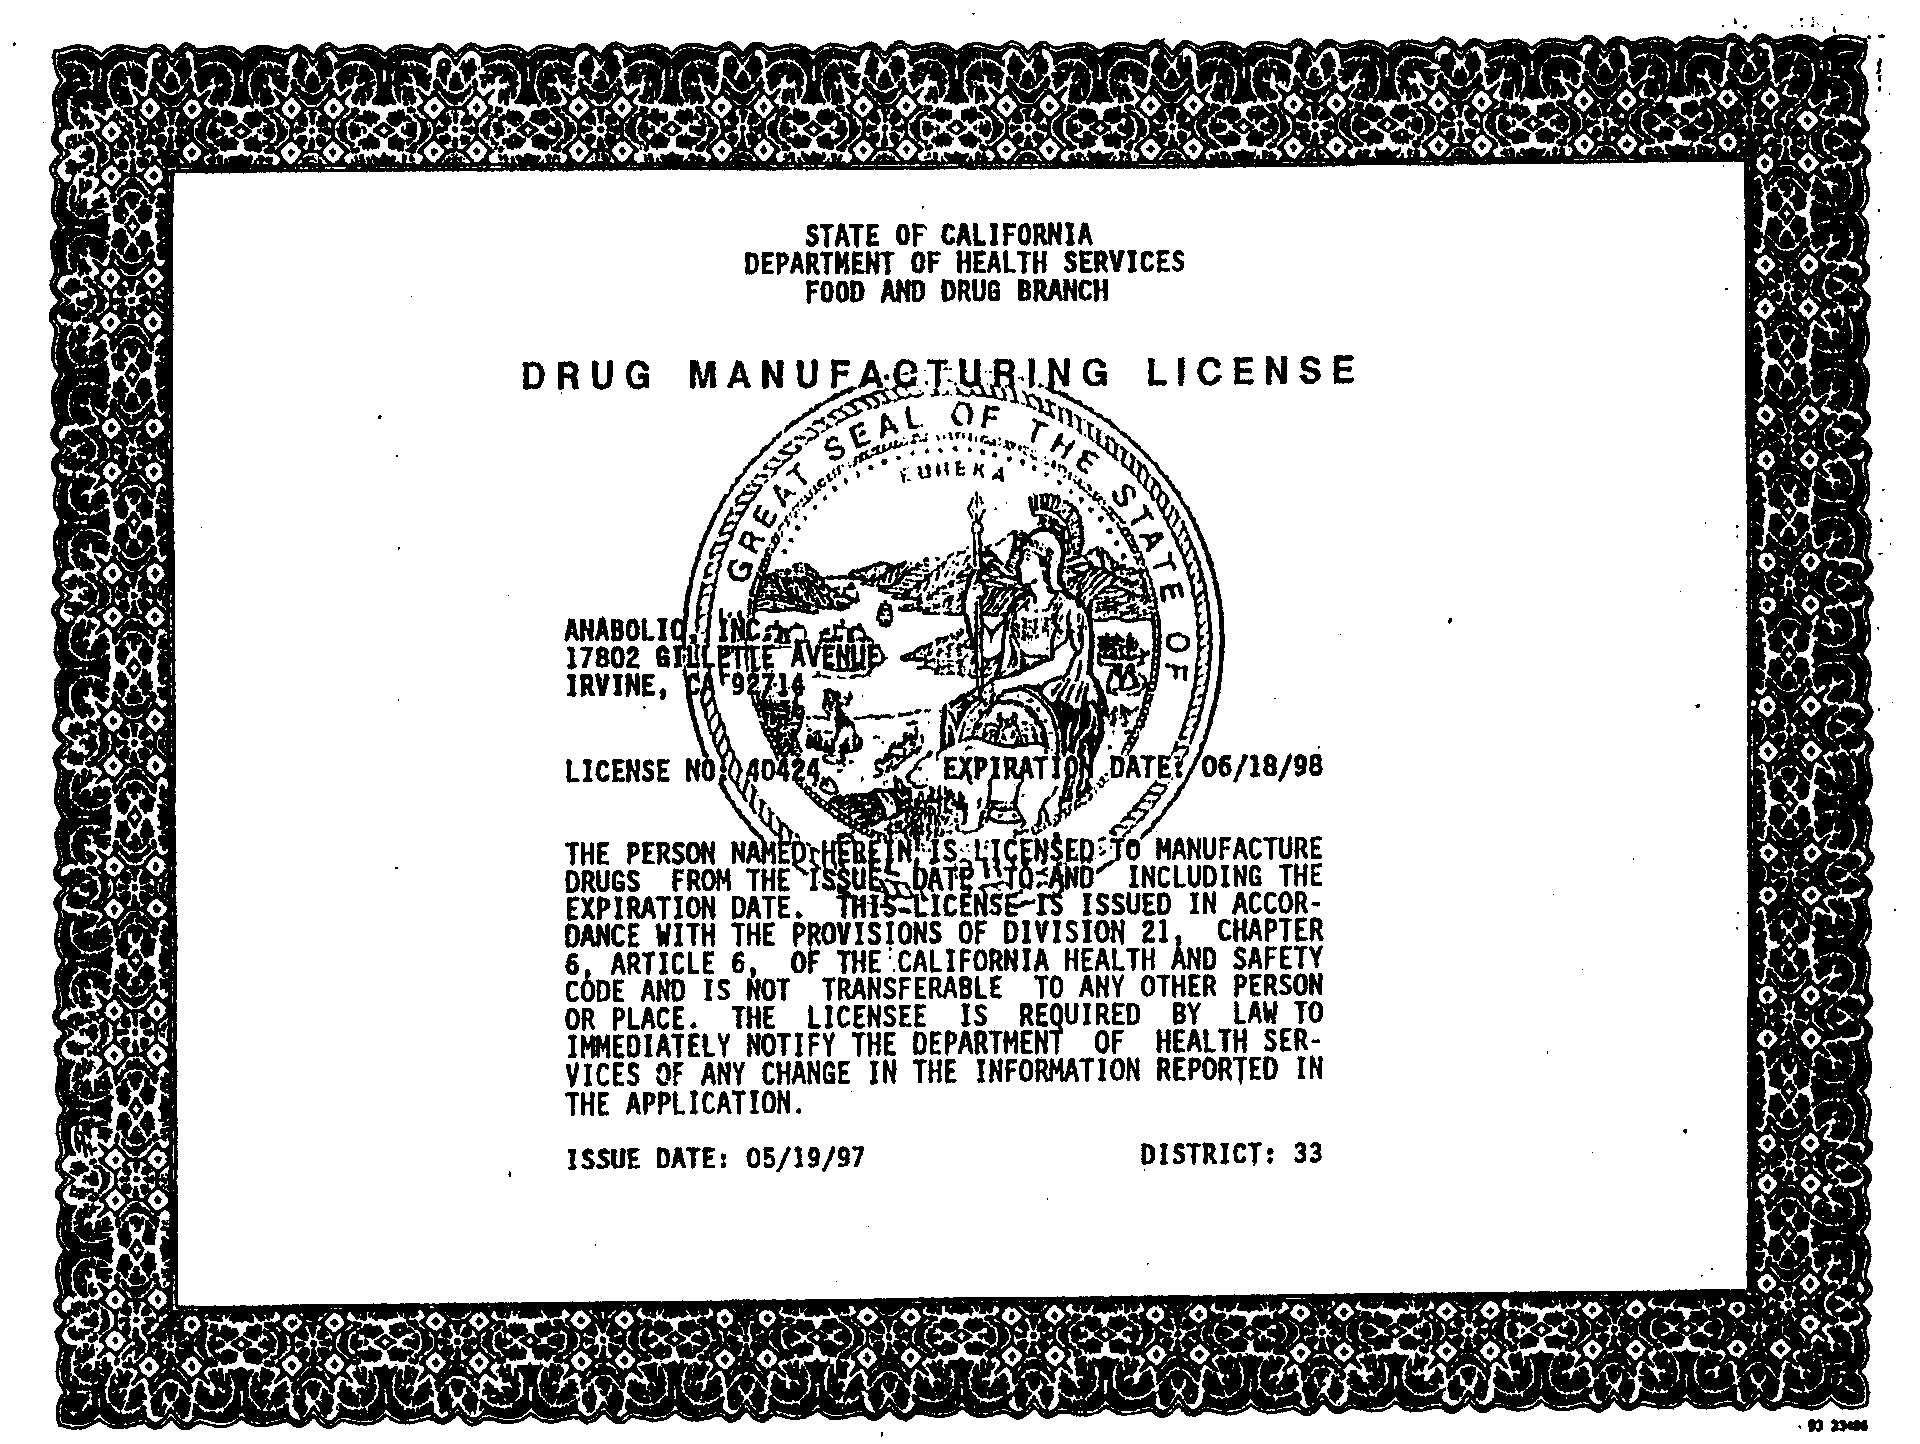 STATE OF CALIFORNIA
DEPARTMENT OF HEALTH SERVICES
FOOD AND DRUG BRANCH
DRUG MANUFACTURING LICENSE
GREAT SEAL OF THE STATE OF
EUREKA
ANABOLIC, INC.
17802 GILLETTE AVENUE
IRVINE, CA 92714
LICENSE NO: 40424 EXPIRATION DATE: 06/18/98
THE PERSON NAMED HEREIN IS LICENSED TO MANUFACTURE
DRUGS FROM THE ISSUE DATE TO AND INCLUDING THE
EXPIRATION DATE. THIS LICENSE IS ISSUED IN ACCOR-
DANCE WITH THE PROVISIONS OF DIVISION 21, CHAPTER
6, ARTICLE 6, OF THE CALIFORNIA HEALTH AND SAFETY
CODE AND IS NOT TRANSFERABLE TO ANY OTHER PERSON
OR PLACE. THE LICENSEE IS REQUIRED BY LAW TO
IMMEDIATELY NOTIFY THE DEPARTMENT OF HEALTH SER-
VICES OF ANY CHANGE IN THE INFORMATION REPORTED IN
THE APPLICATION.
ISSUE DATE: 05/19/97 DISTRICT: 33